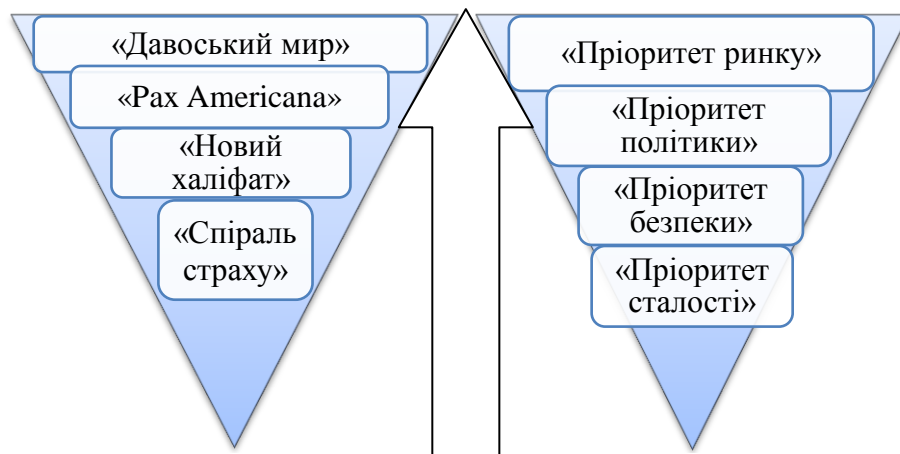 «Давоський мир»
«Pax Americana»
«Новий
халіфат»
«Спіраль
страху»
«Пріоритет ринку»
«Пріоритет
політики»
«Пріоритет
безпеки»
«Пріоритет
сталості»